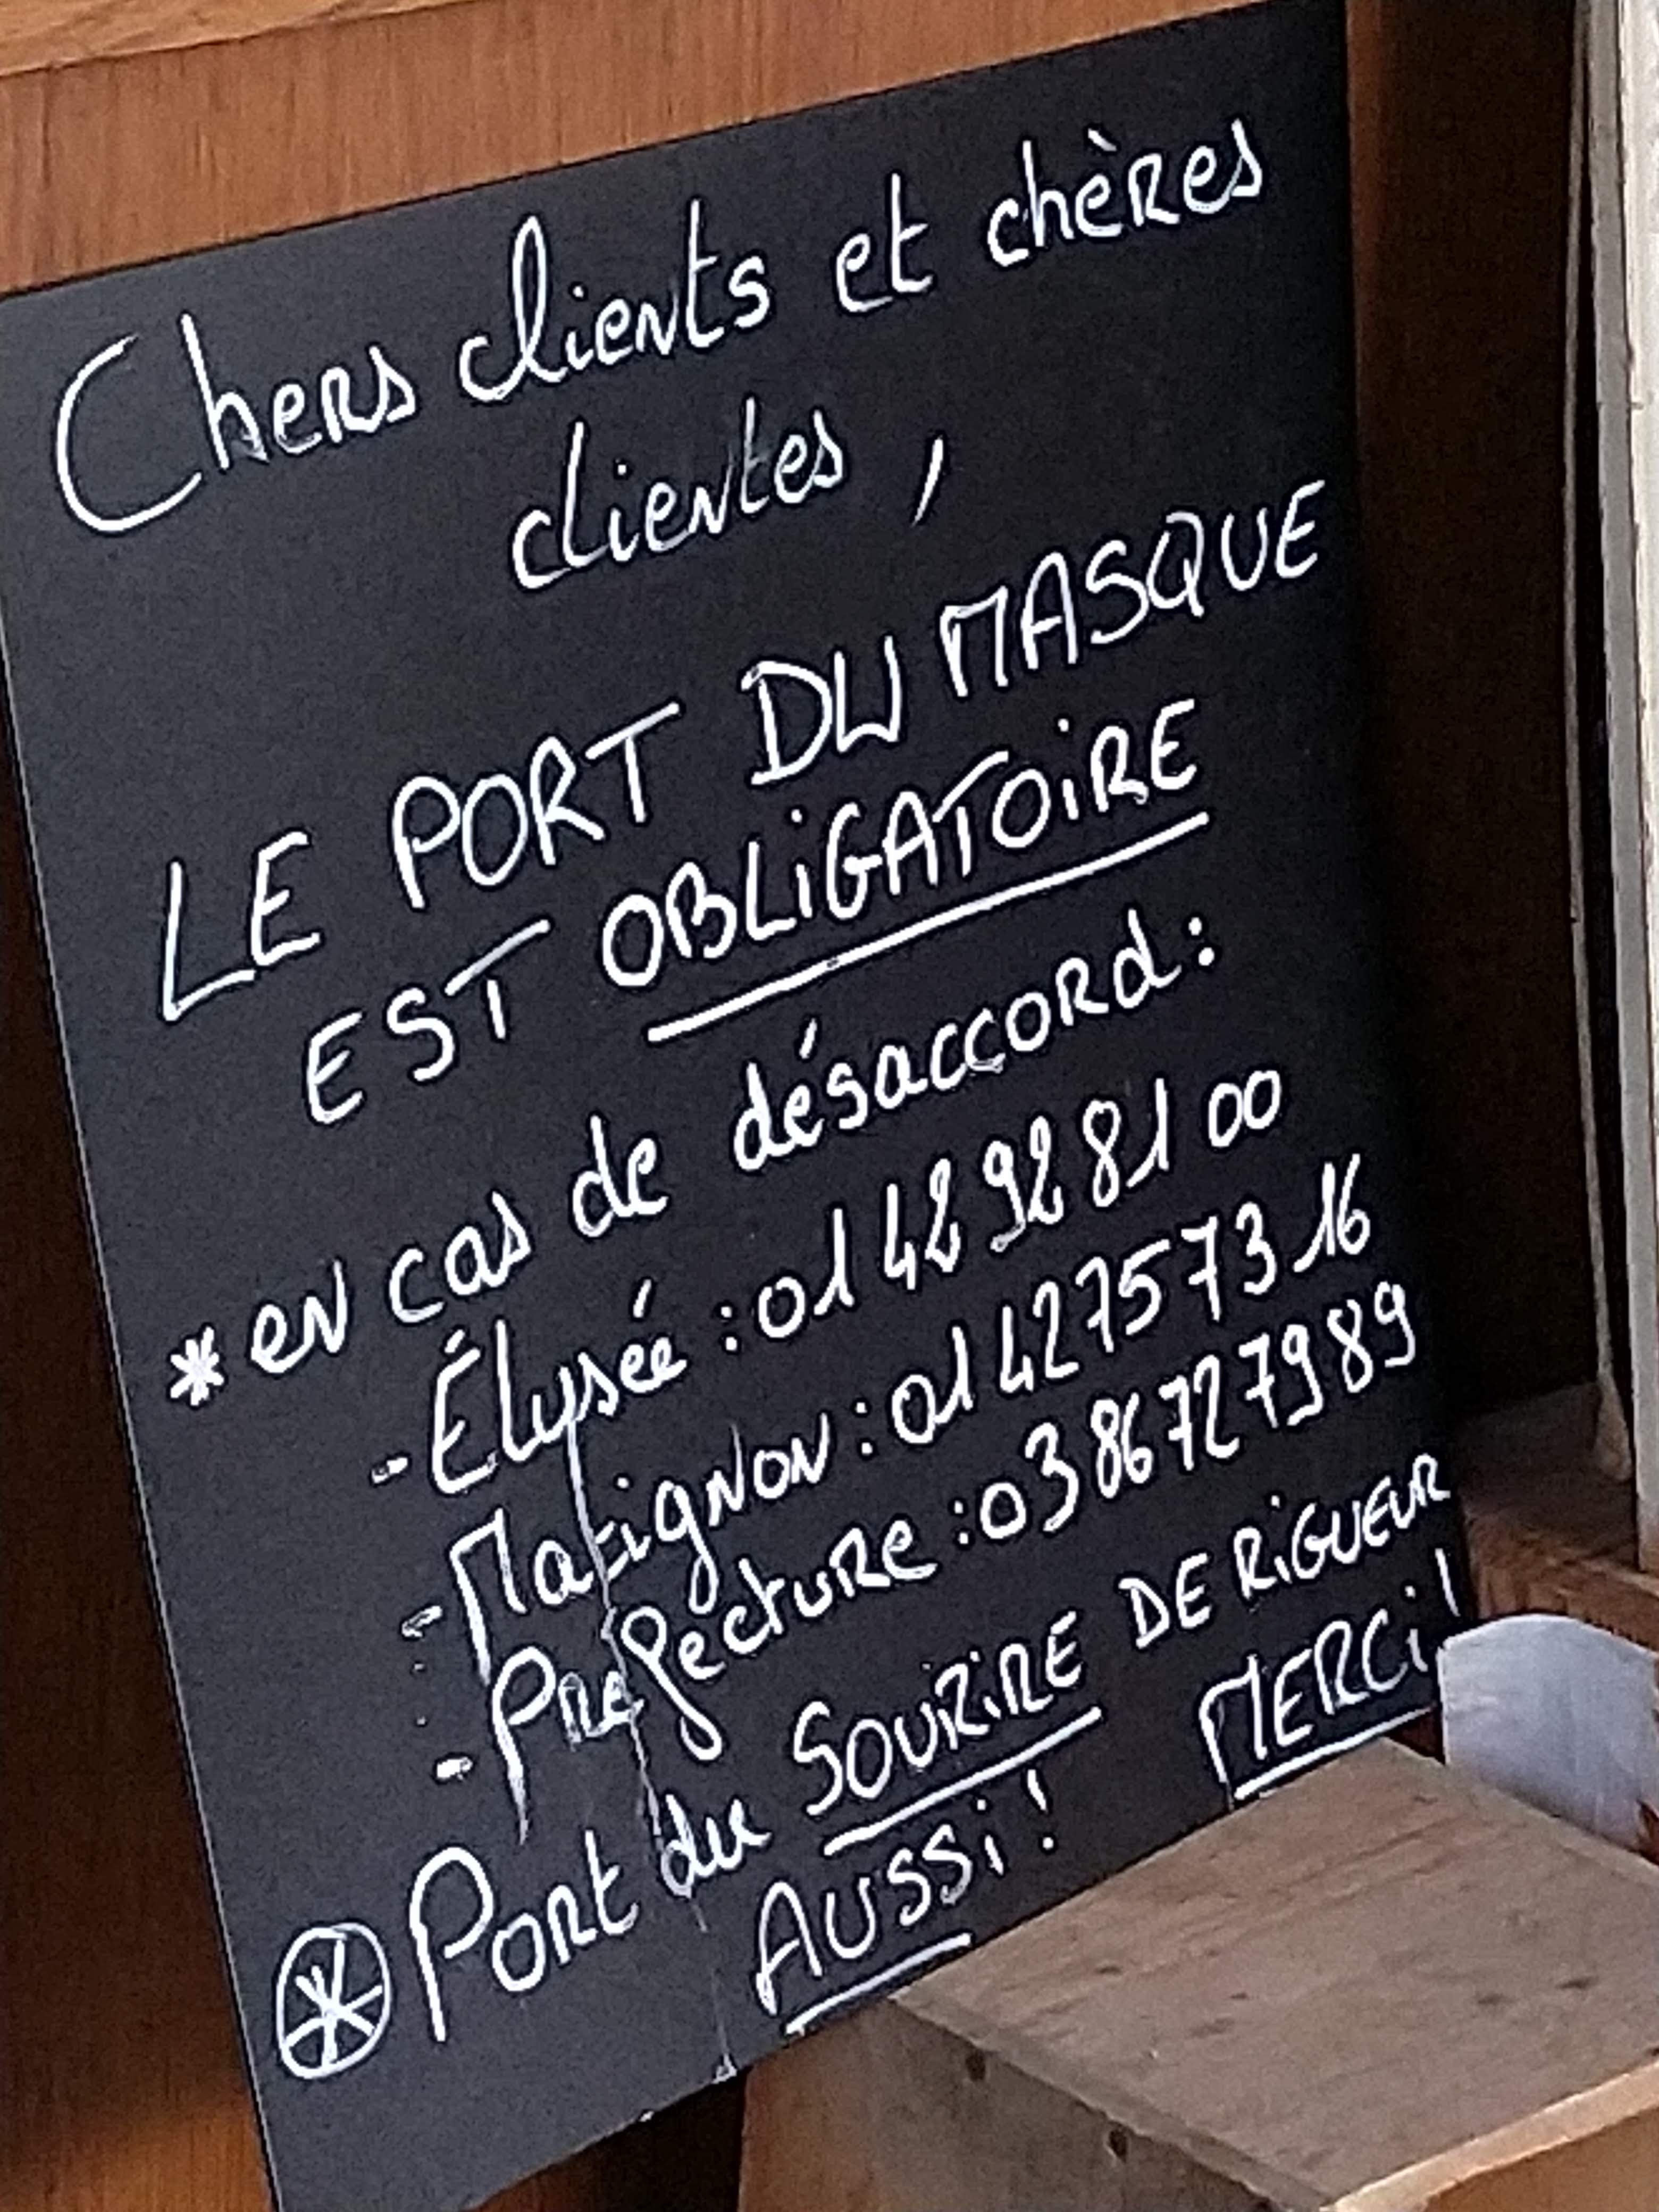 Chers clients et chères
clientes,
LE PORT DU MASQUE
EST OBLIGATOIRE
* en cas de désaccord :
- Élysée : 01 42 92 81 00
- Matignon : 01 42 75 73 16
- Préfecture : 03 86 72 79 89
* Port du SOURIRE DE RIGUEUR
AUSSI ! MERCI !